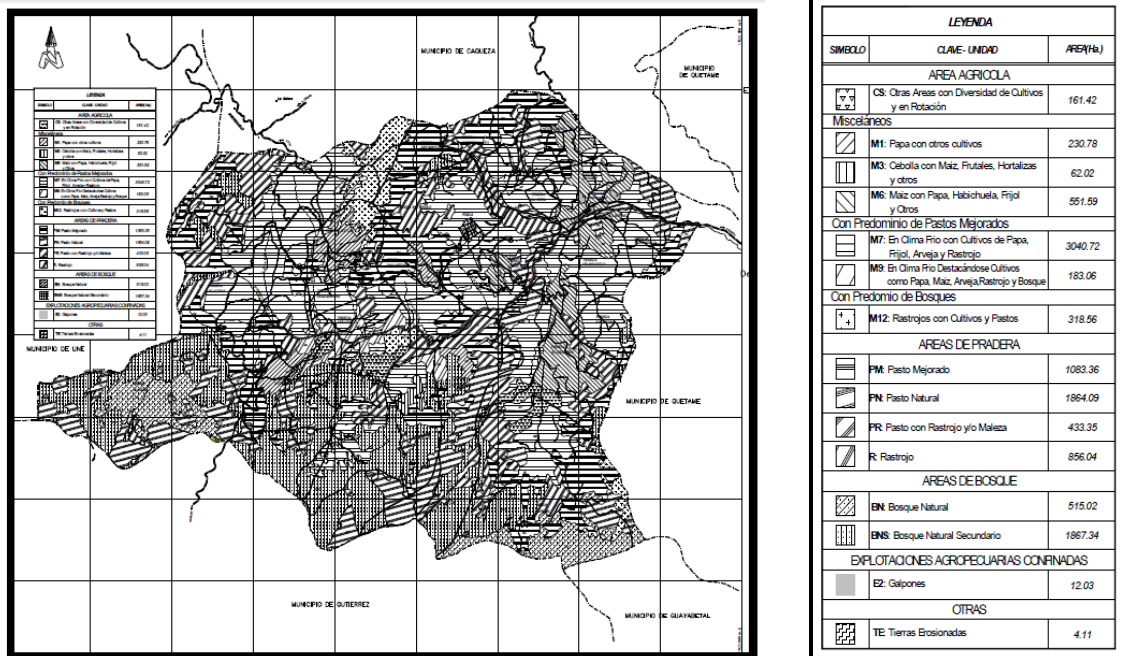 MUNICIPIO DE CAQUEZA
MUNICIPIO
DE QUETAME
MUNICIPIO DE UNE
MUNICIPIO DE QUETAME
MUNICIPIO DE GUTIERREZ
MUNICIPIO DE GUAYABETAL
LEYENDA
SIMBOLO CLAVE - UNIDAD AREA(Ha.)
AREA AGRICOLA
CS: Otras Areas con Diversidad de Cultivos
y en Rotación 161.42
Misceláneos
M1: Papa con otros cultivos 230.78
M3: Cebolla con Maiz, Frutales, Hortalizas
y otros 62.02
M6: Maiz con Papa, Habichuela, Frijol
y Otros 551.59
Con Predominio de Pastos Mejorados
M7: En Clima Frio con Cultivos de Papa,
Frijol, Arveja y Rastrojo 3040.72
M9: En Clima Frio Destacándose Cultivos
como Papa, Maiz, Arveja,Rastrojo y Bosque 183.06
Con Predomio de Bosques
M12: Rastrojos con Cultivos y Pastos 318.56
AREAS DE PRADERA
PM: Pasto Mejorado 1083.36
PN: Pasto Natural 1864.09
PR: Pasto con Rastrojo y/o Maleza 433.35
R: Rastrojo 856.04
AREAS DE BOSQUE
BN: Bosque Natural 515.02
BNS: Bosque Natural Secundario 1867.34
EXPLOTACIONES AGROPECUARIAS CONFINADAS
E2: Galpones 12.03
OTRAS
TE: Tierras Erosionadas 4.11